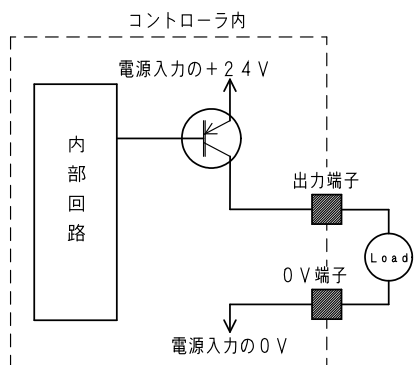 コントローラ内
電源入力の＋２４Ｖ
内部回路
出力端子
Load
０Ｖ端子
電源入力の０Ｖ